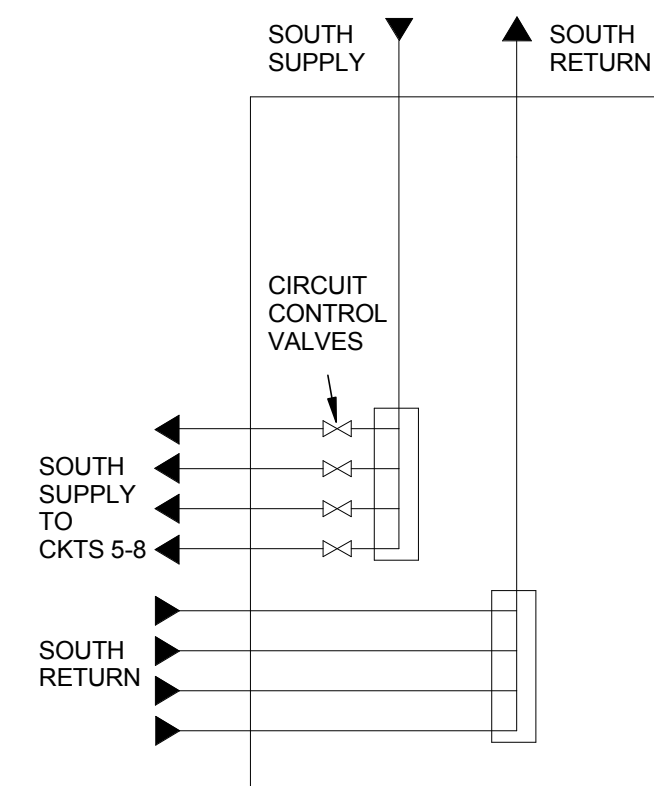 SOUTH
SUPPLY
SOUTH
RETURN
CIRCUIT
CONTROL
VALVES
SOUTH
SUPPLY
TO
CKTS 5-8
SOUTH
RETURN